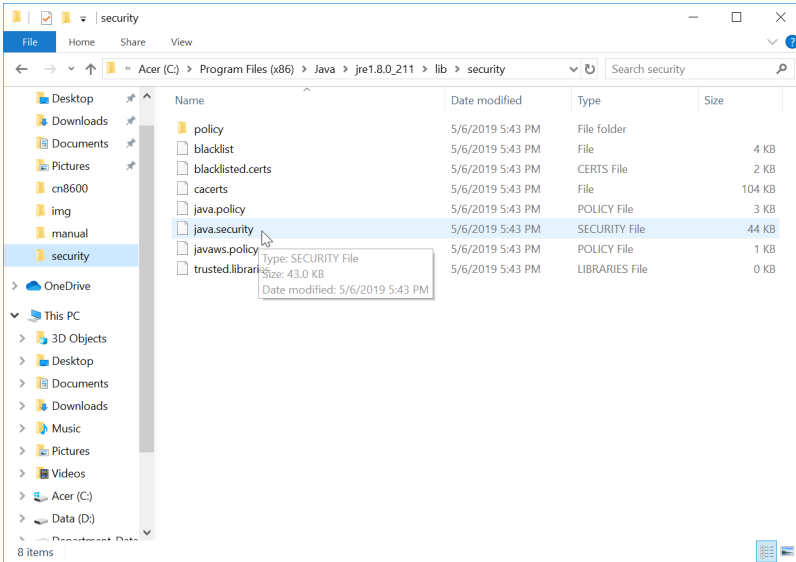 security
File Home Share View
« Acer (C:) > Program Files (x86) > Java > jre1.8.0_211 > lib > security Search security
Name Date modified Type Size
Desktop
Downloads
Documents
Pictures
cn8600
img
manual
security
OneDrive
This PC
3D Objects
Desktop
Documents
Downloads
Music
Pictures
Videos
Acer (C:)
Data (D:)
Department_Data
policy 5/6/2019 5:43 PM File folder
blacklist 5/6/2019 5:43 PM File 4 KB
blacklisted.certs 5/6/2019 5:43 PM CERTS File 2 KB
cacerts 5/6/2019 5:43 PM File 104 KB
java.policy 5/6/2019 5:43 PM POLICY File 3 KB
java.security 5/6/2019 5:43 PM SECURITY File 44 KB
javaws.policy 5/6/2019 5:43 PM POLICY File 1 KB
trusted.librarie 5/6/2019 5:43 PM LIBRARIES File 0 KB
Type: SECURITY File
Size: 43.0 KB
Date modified: 5/6/2019 5:43 PM
8 items